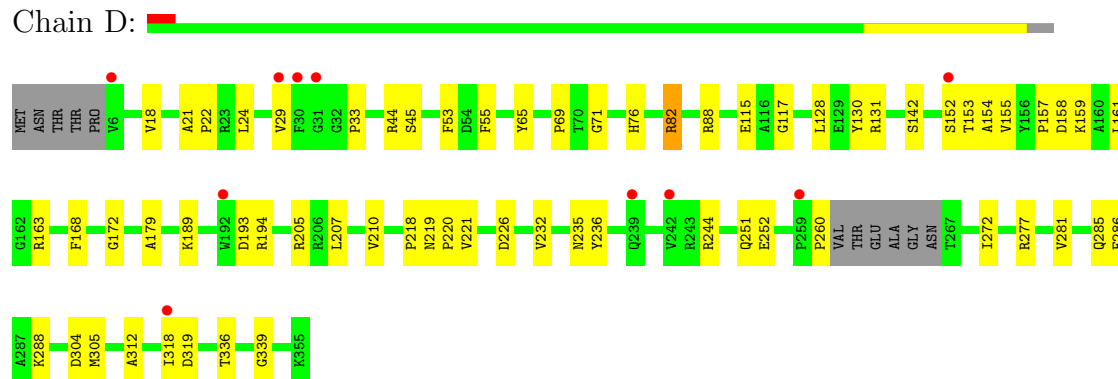 Chain D:
MET ASN THR THR PRO V6 V18 A21 P22 R23 L24 V29 F30 G31 G32 P33 R44 S45 F53 D54 F55 Y65 P69 T70 G71 H76 R82 R88 E115 A116 G117 L128 E129 Y130 R131 S142 S152 T153 A154 V155 Y156 P157 D158 K159 A160 L161
G162 R163 F168 G172 A179 K189 W192 D193 R194 R205 R206 L207 V210 P218 N219 P220 V221 D226 V232 N235 Y236 Q239 V242 R243 R244 Q251 E252 P259 P260 VAL THR GLU ALA GLY ASN T267 I272 R277 V281 Q285
A287 K288 D304 M305 A312 I318 D319 T336 G339 K355